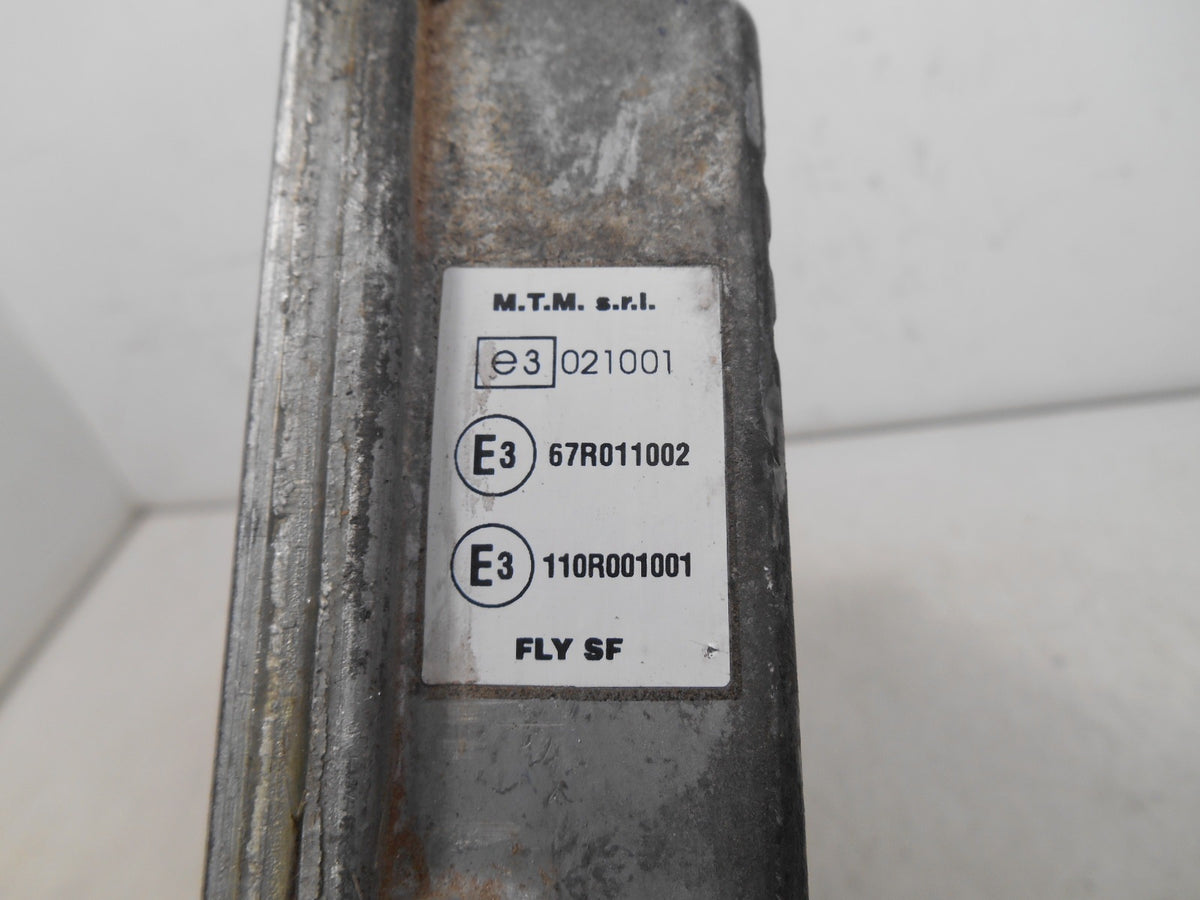 M.T.M. s.r.l.
e3 021001
E3 67R011002
E3 110R001001
FLY SF